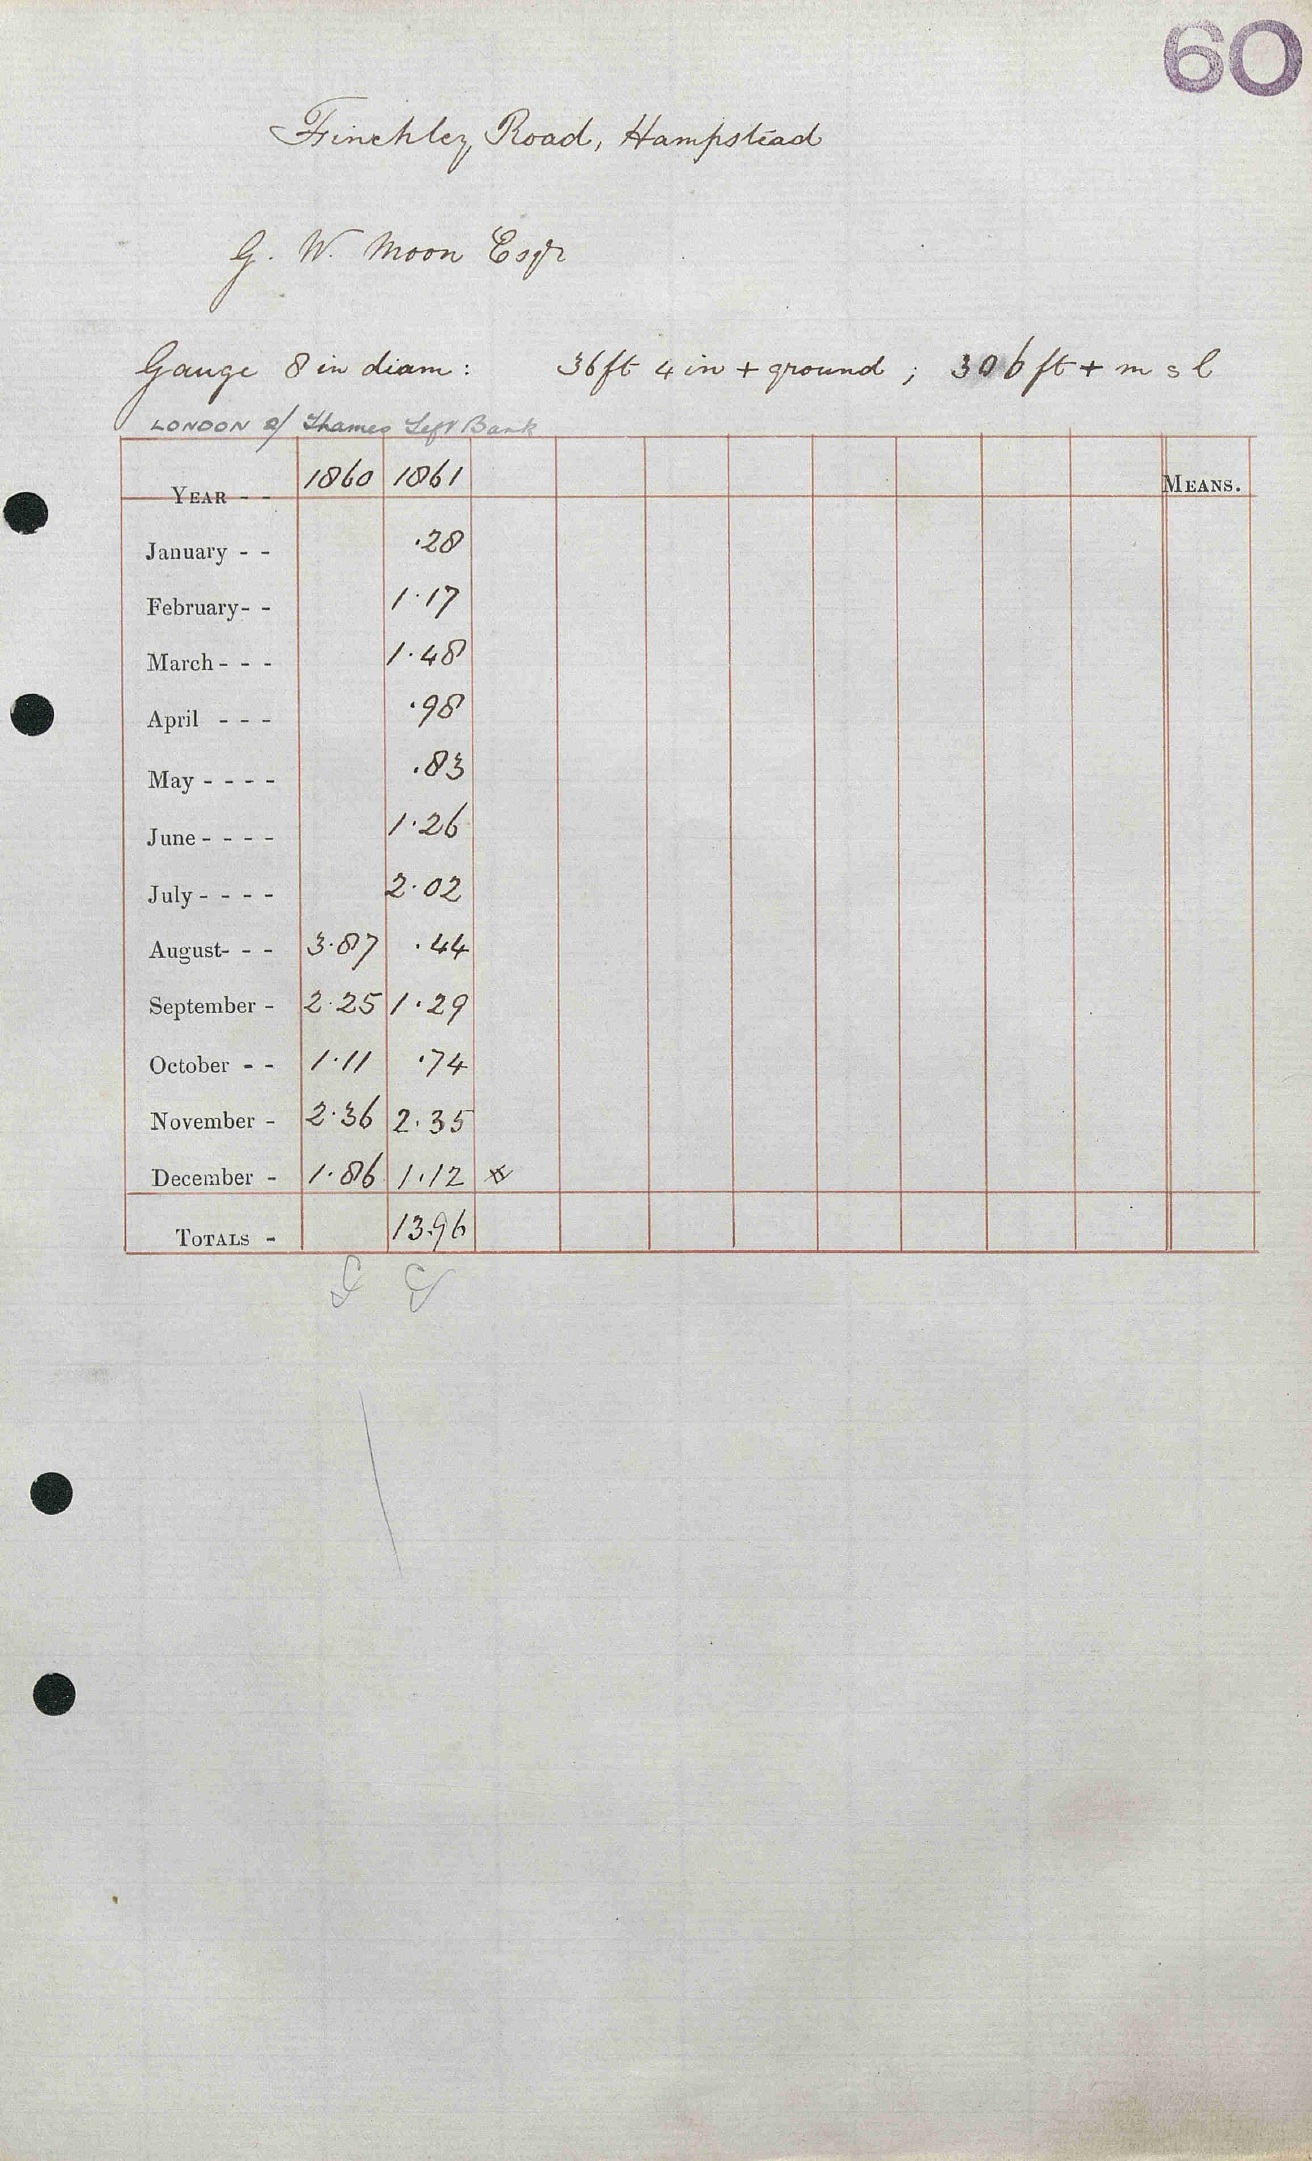 60
Finchley Road, Hampstead
G. W. Moon Esqr
Gauge 8 in diam: 36ft 4 in + ground ; 306 ft + m s l
LONDON Thames Left Bank
YEAR - - 1860 1861 MEANS.
January - - .28
February- - 1.17
March - - - 1.48
April - - - .98
May - - - - .83
June - - - - 1.26
July - - - - 2.02
August- - - 3.87 .44
September - 2.25 1.29
October - - 1.11 .74
November - 2.36 2.35
December - 1.86 1.12
TOTALS - 13.96